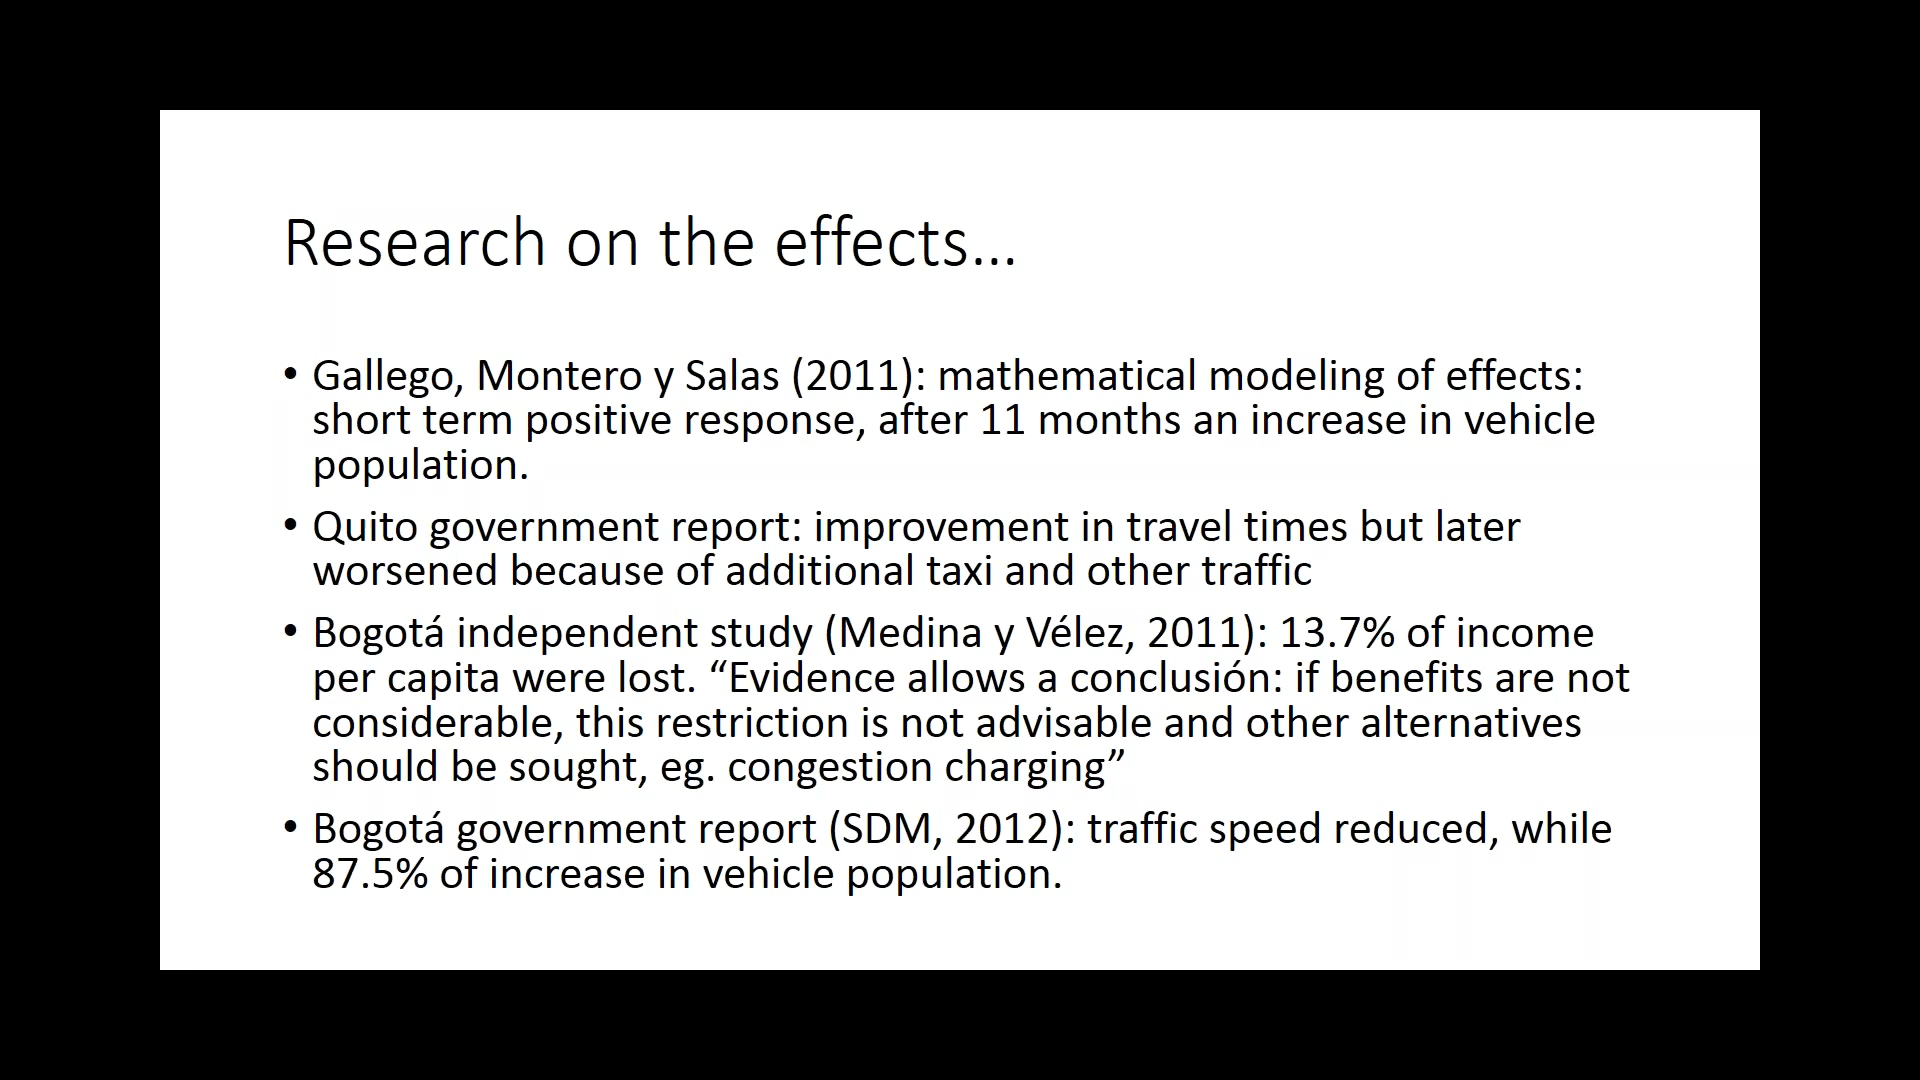 Research on the effects...
• Gallego, Montero y Salas (2011): mathematical modeling of effects:
short term positive response, after 11 months an increase in vehicle
population.
• Quito government report: improvement in travel times but later
worsened because of additional taxi and other traffic
• Bogotá independent study (Medina y Vélez, 2011): 13.7% of income
per capita were lost. “Evidence allows a conclusión: if benefits are not
considerable, this restriction is not advisable and other alternatives
should be sought, eg. congestion charging”
• Bogotá government report (SDM, 2012): traffic speed reduced, while
87.5% of increase in vehicle population.